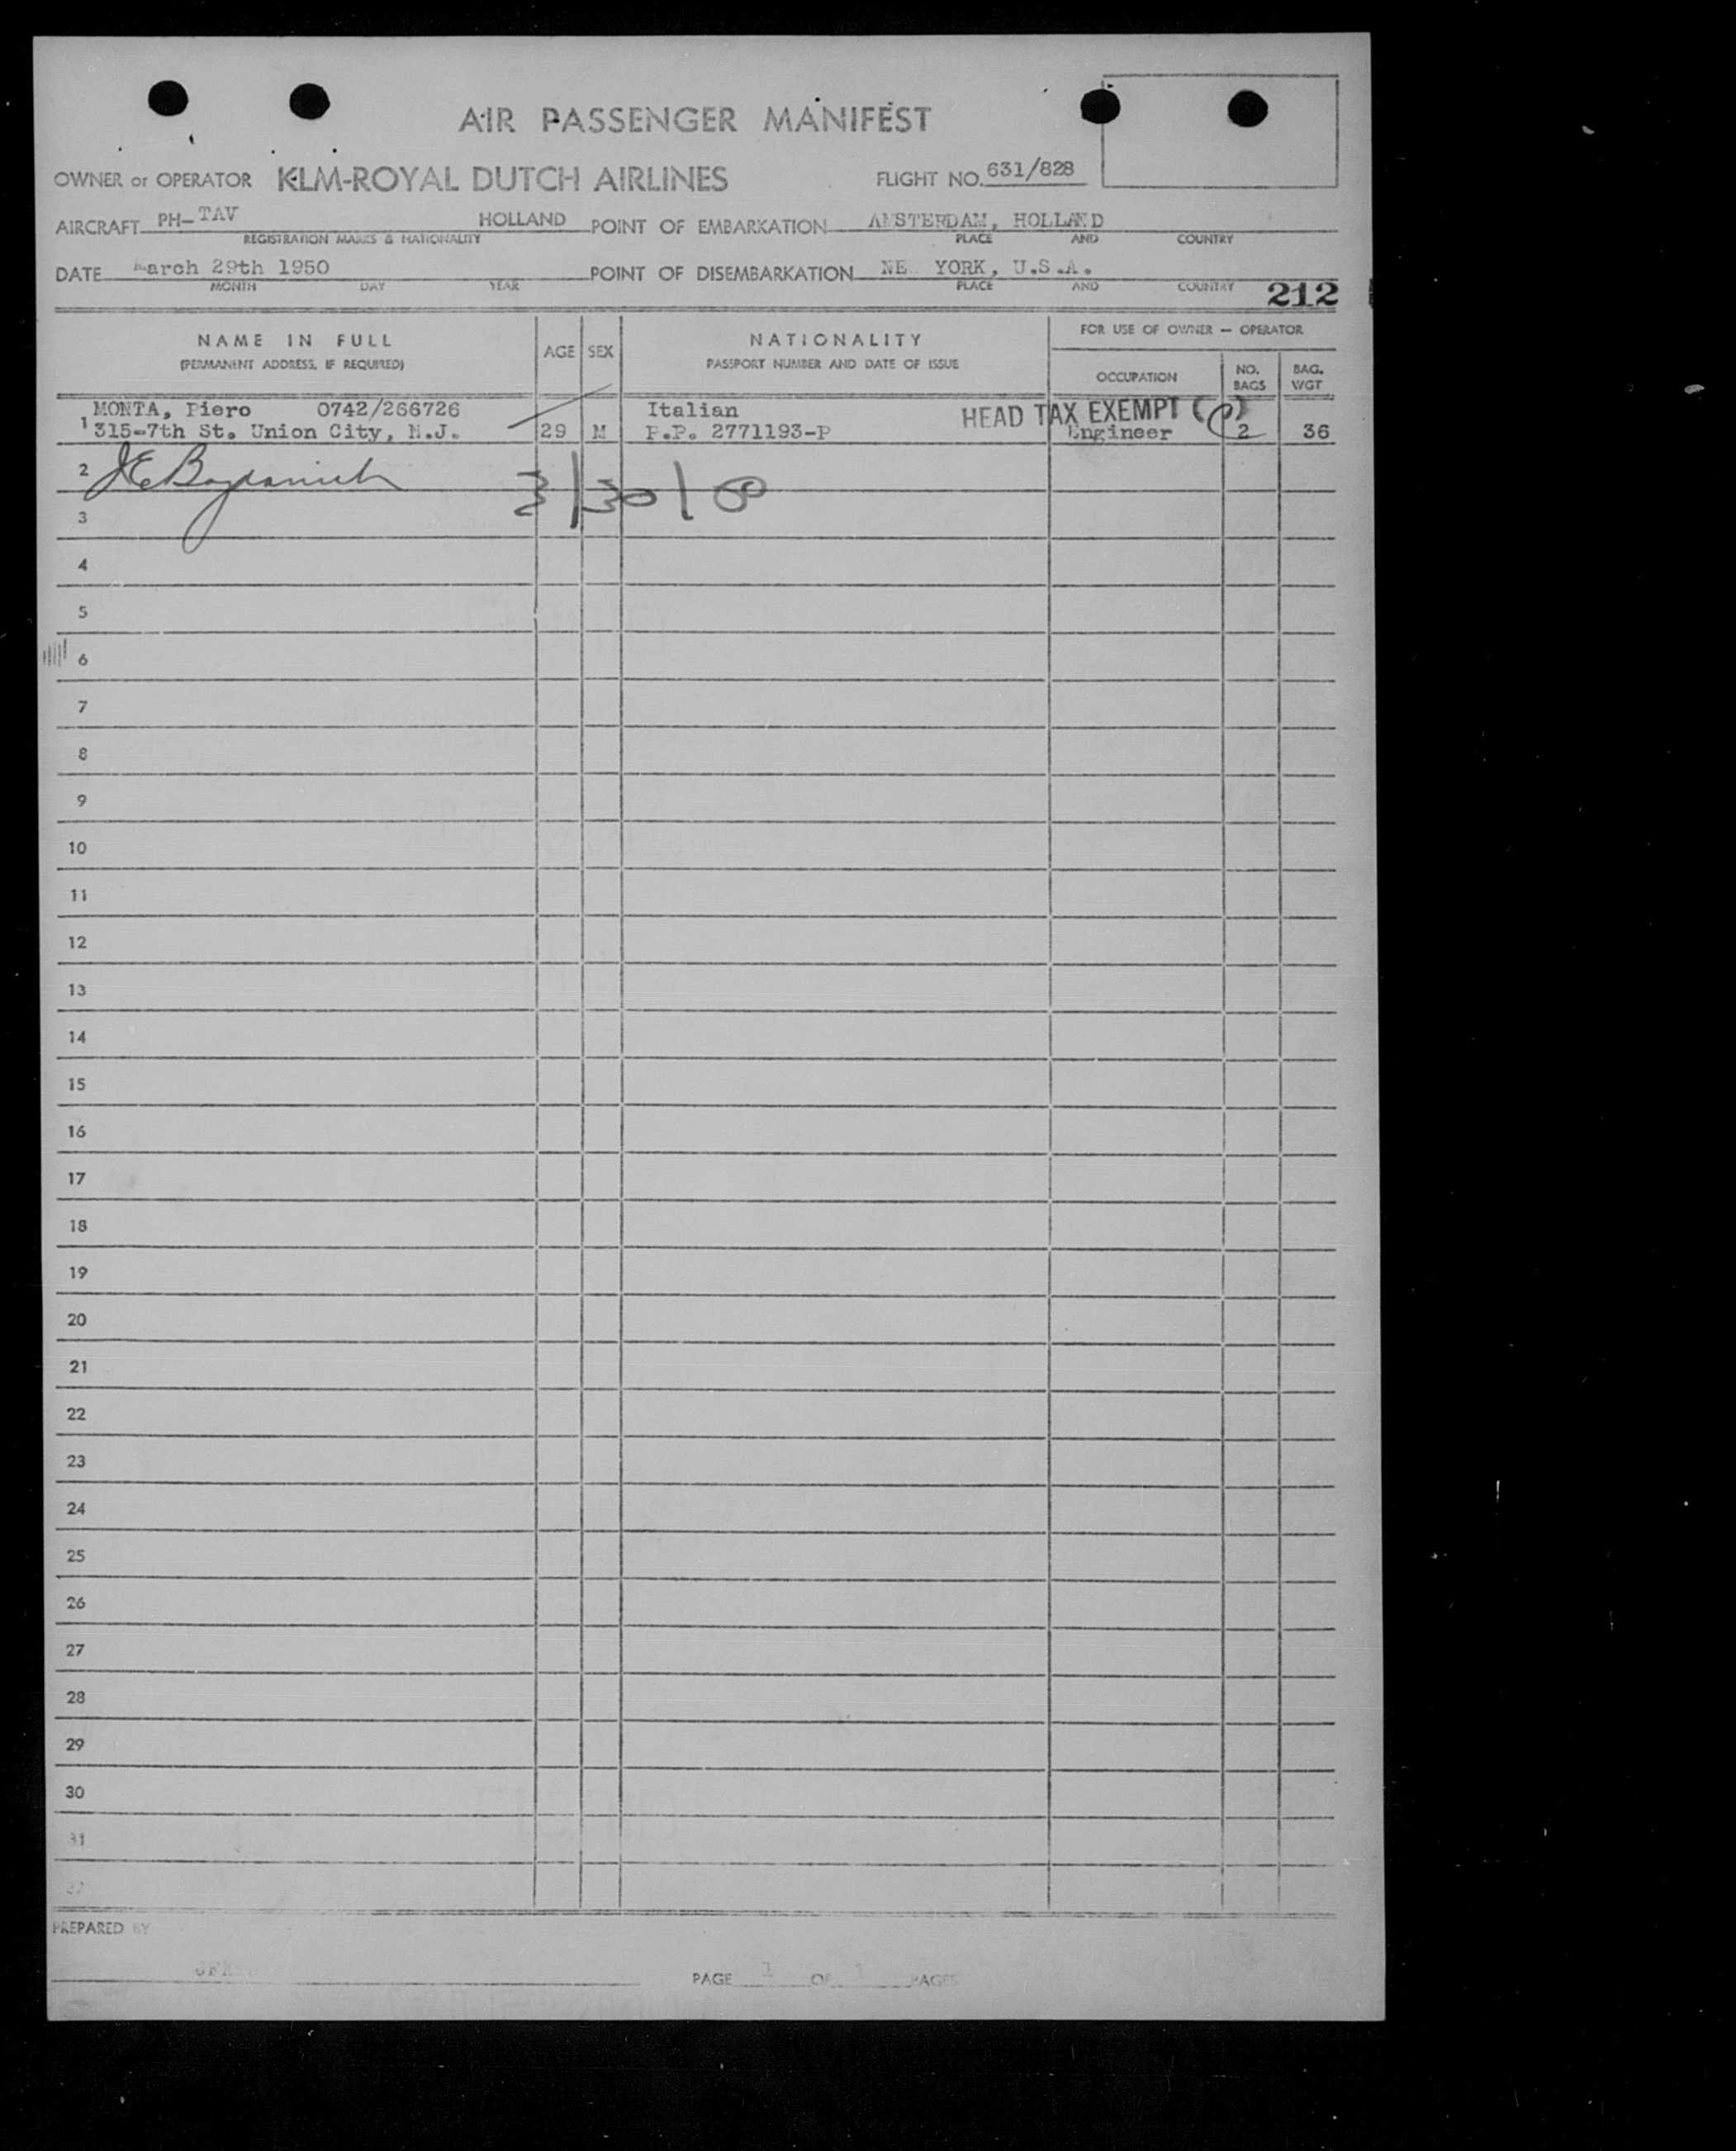 AIR PASSENGER MANIFEST
OWNER or OPERATOR KLM-ROYAL DUTCH AIRLINES FLIGHT NO. 631/828
AIRCRAFT PH-TAV HOLLAND POINT OF EMBARKATION AMSTERDAM, HOLLAND
REGISTRATION MARKS & NATIONALITY PLACE AND COUNTRY
DATE March 29th 1950 POINT OF DISEMBARKATION NE YORK, U.S.A.
MONTH DAY YEAR PLACE AND COUNTRY 212
NAME IN FULL
(PERMANENT ADDRESS, IF REQUIRED)
AGE SEX
NATIONALITY
PASSPORT NUMBER AND DATE OF ISSUE
FOR USE OF OWNER — OPERATOR
OCCUPATION
NO. BAGS
BAG. WGT
MONTA, Piero 0742/266726 Italian HEAD TAX EXEMPT (P)
1 315-7th St. Union City, N.J. 29 M P.P. 2771193-P Engineer 2 36
2
3/30/50
3
4
5
6
7
8
9
10
11
12
13
14
15
16
17
18
19
20
21
22
23
24
25
26
27
28
29
30
31
32
PREPARED BY
PAGE 1 OF 1 PAGES